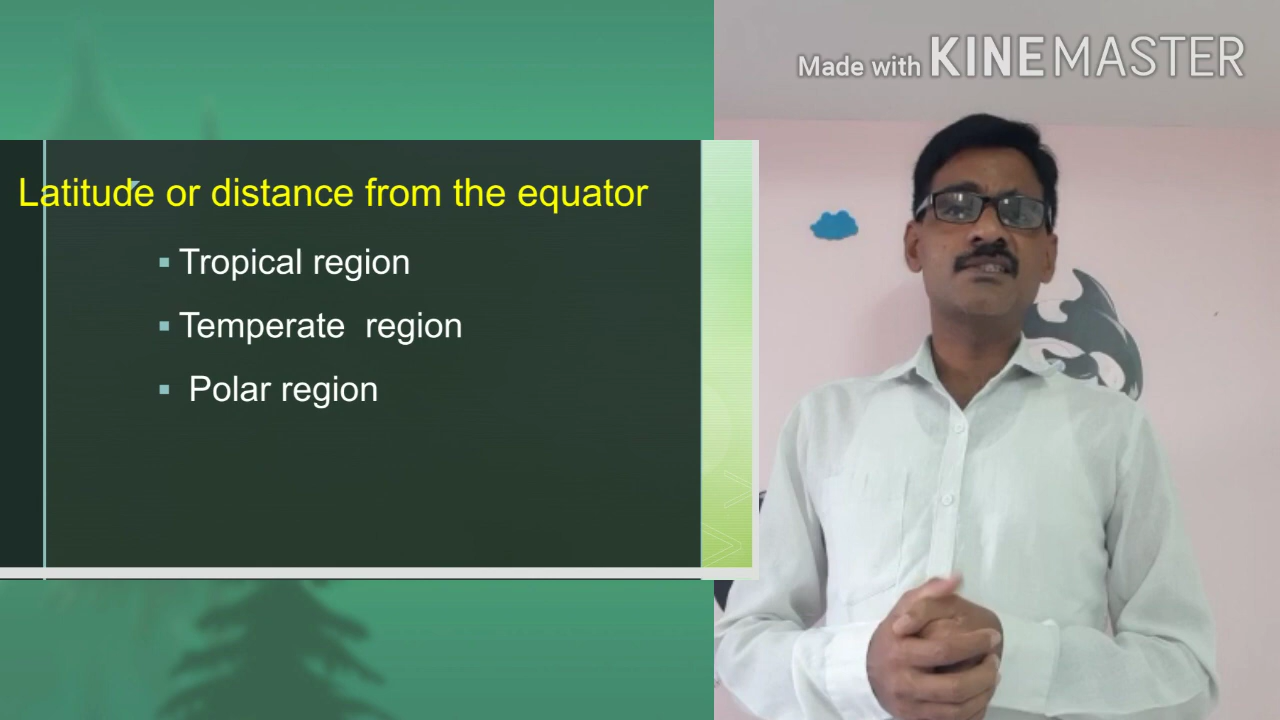 Made with KINEMASTER
Latitude or distance from the equator
Tropical region
Temperate region
Polar region